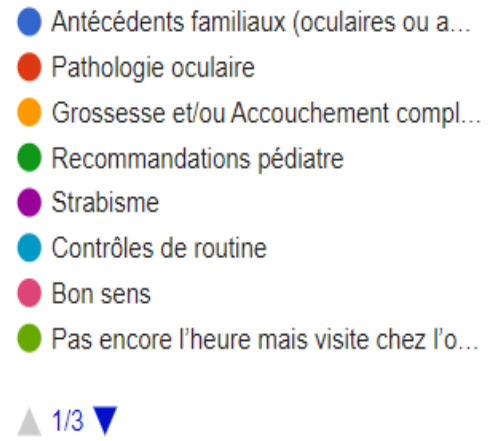 Antécédents familiaux (oculaires ou a...
Pathologie oculaire
Grossesse et/ou Accouchement compl...
Recommandations pédiatre
Strabisme
Contrôles de routine
Bon sens
Pas encore l'heure mais visite chez l'o...
1/3